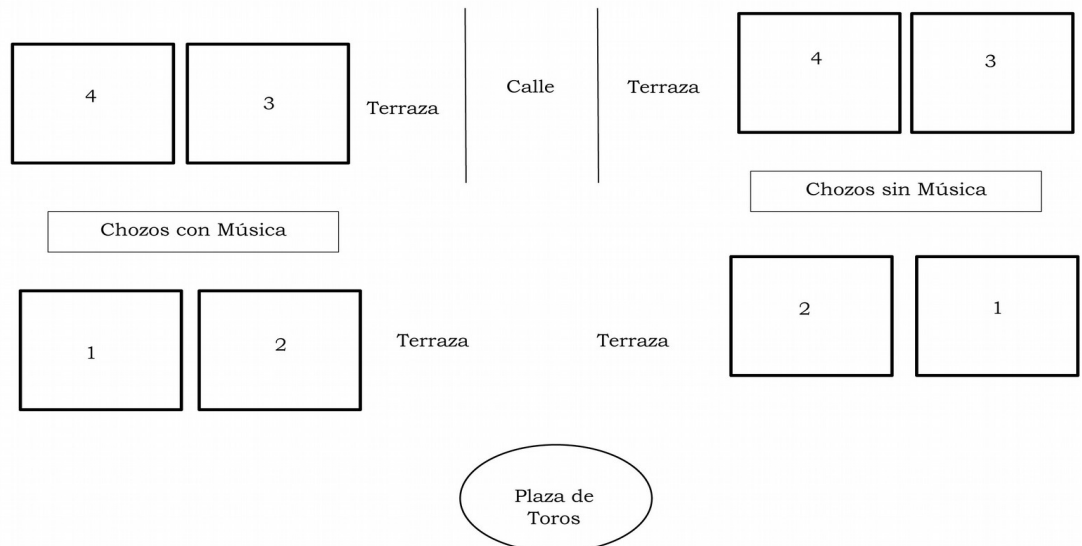 4
3
Terraza
Calle
Terraza
4
3
Chozos con Música
Chozos sin Música
1
2
Terraza
Terraza
2
1
Plaza de
Toros